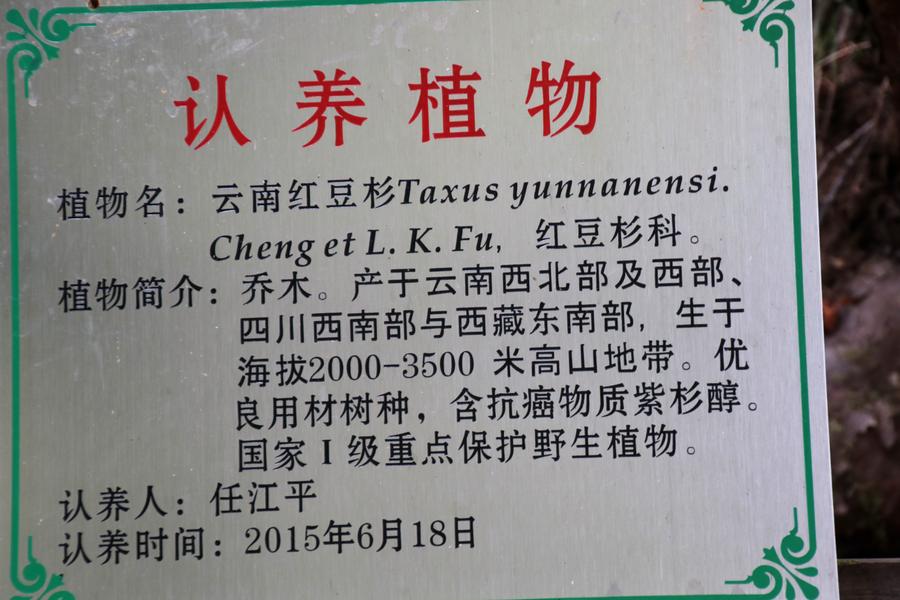 认养植物
植物名：云南红豆杉Taxus yunnanensi.
Cheng et L. K. Fu, 红豆杉科。
植物简介：乔木。产于云南西北部及西部、
四川西南部与西藏东南部, 生于
海拔2000-3500 米高山地带。优
良用材树种，含抗癌物质紫杉醇。
国家 I 级重点保护野生植物。
认养人：任江平
认养时间：2015年6月18日